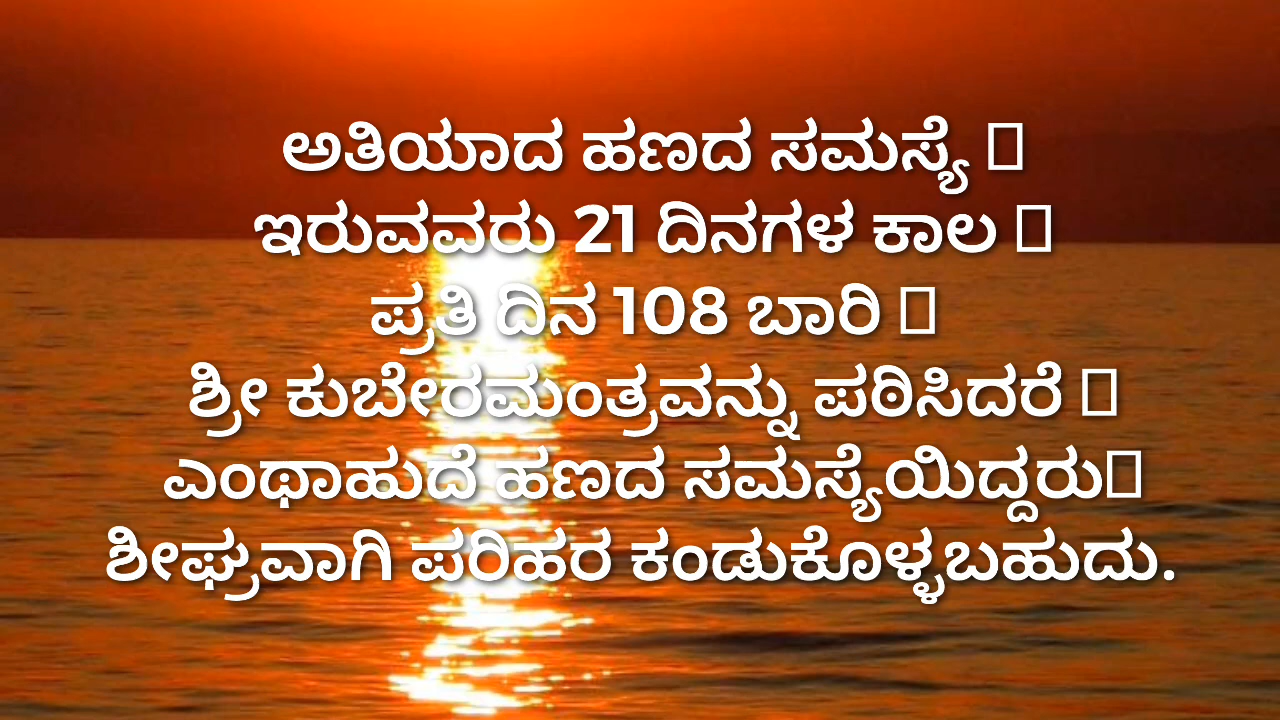 ಅತಿಯಾದ ಹಣದ ಸಮಸ್ಯೆ
ಇರುವವರು 21 ದಿನಗಳ ಕಾಲ
ಪ್ರತಿ ದಿನ 108 ಬಾರಿ
ಶ್ರೀ ಕುಬೇರಮಂತ್ರವನ್ನು ಪಠಿಸಿದರೆ
ಎಂಥಾಹುದೆ ಹಣದ ಸಮಸ್ಯೆಯಿದ್ದರು
ಶೀಘ್ರವಾಗಿ ಪರಿಹರ ಕಂಡುಕೊಳ್ಳಬಹುದು.